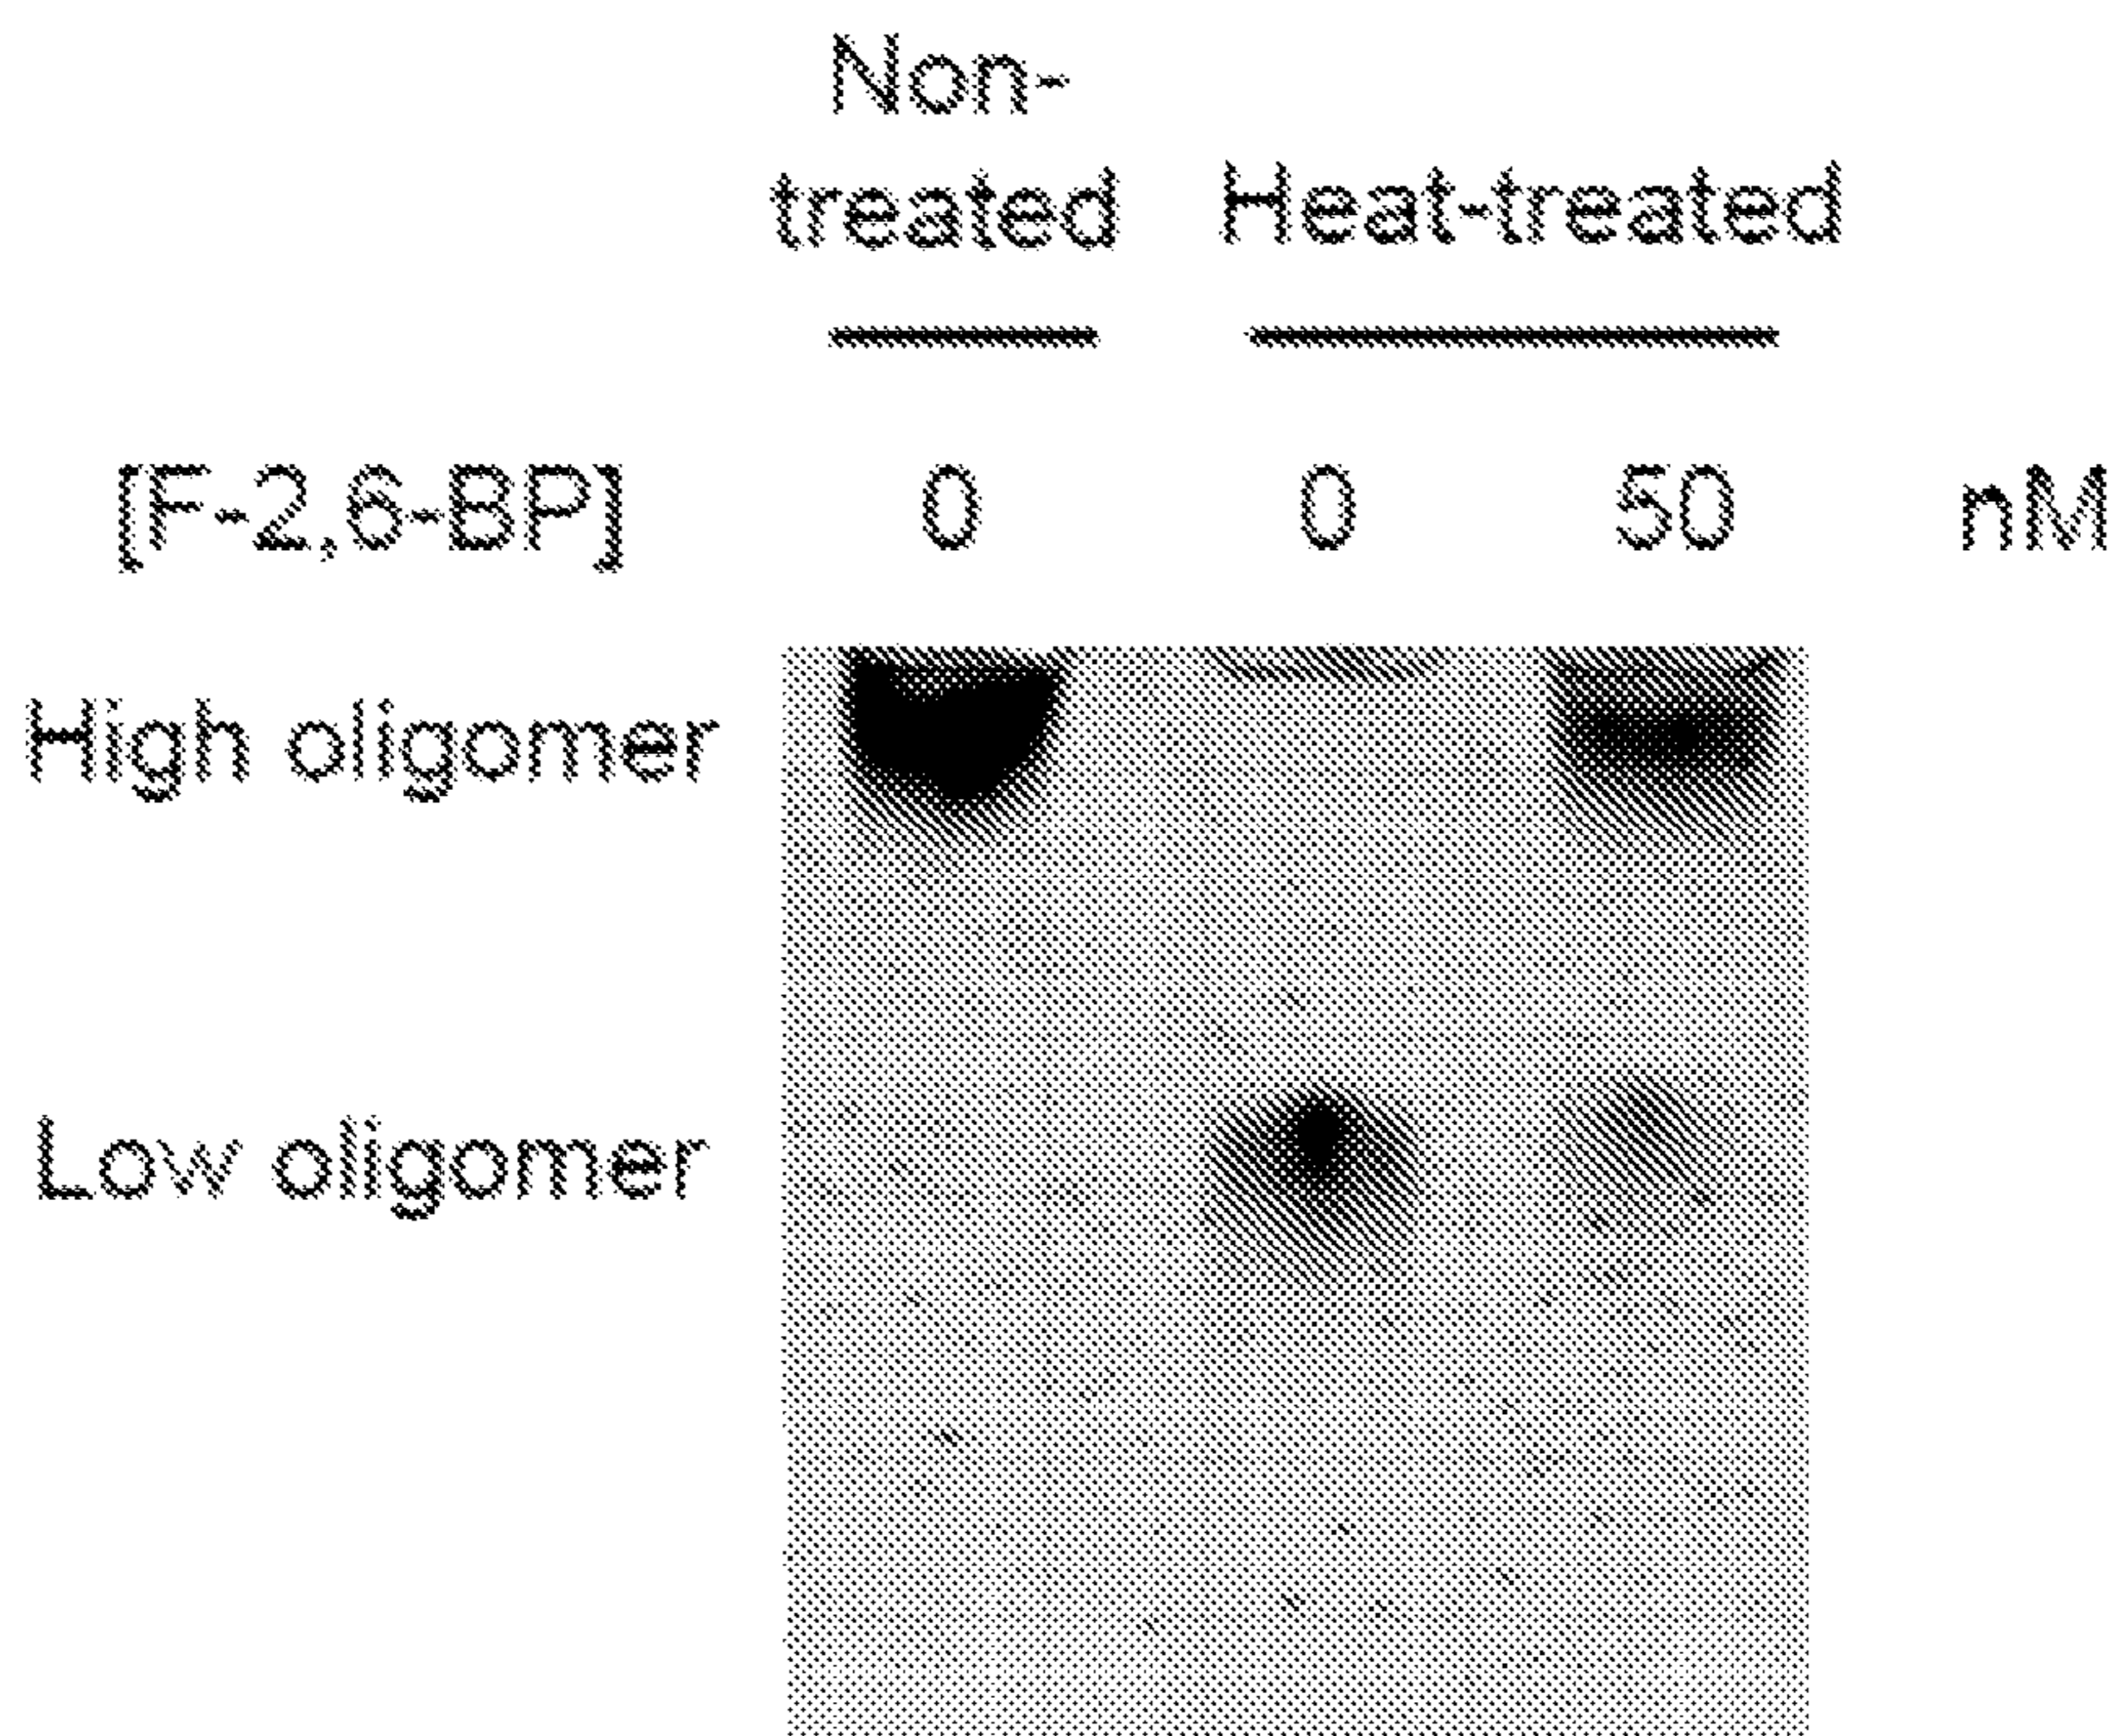 Non-
treated Heat-treated
[F-2,6-BP] 0 0 50 nM
High oligomer
Low oligomer